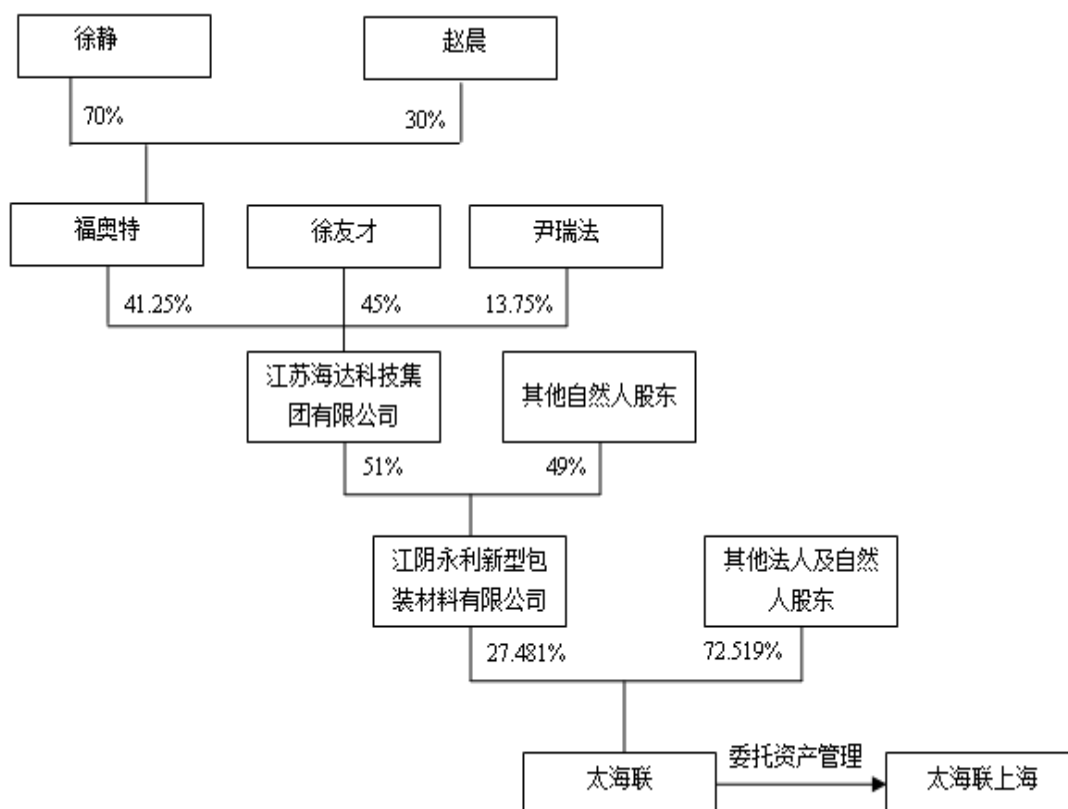 徐静
赵晨
70%
30%
福奥特
徐友才
尹瑞法
41.25%
45%
13.75%
江苏海达科技集
团有限公司
其他自然人股东
51%
49%
江阴永利新型包
装材料有限公司
其他法人及自然
人股东
27.481%
72.519%
太海联
委托资产管理
太海联上海